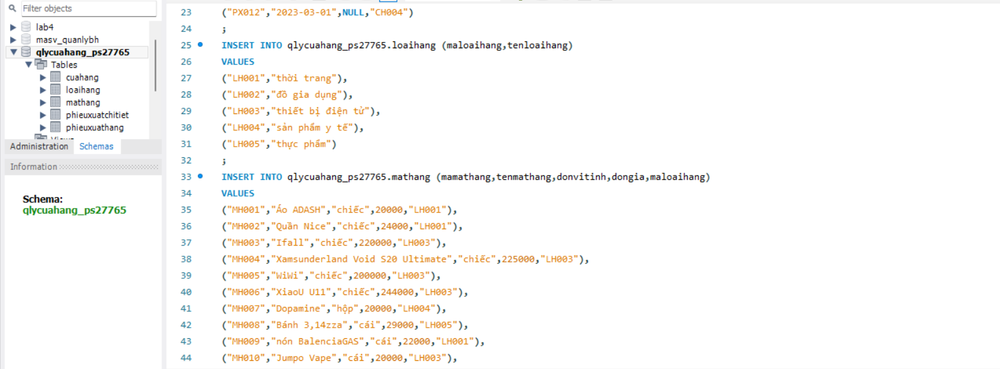 Filter objects
lab4
masv_quanlybh
qlycuahang_ps27765
Tables
cuahang
loaihang
mathang
phieuxuatchitiet
phieuxuathang
Administration Schemas
Information
Schema:
qlycuahang_ps27765
23 ("PX012","2023-03-01",NULL,"CH004")
24 ;
25 INSERT INTO qlycuahang_ps27765.loaihang (maloaihang,tenloaihang)
26 VALUES
27 ("LH001","thời trang"),
28 ("LH002","đồ gia dụng"),
29 ("LH003","thiết bị điện tử"),
30 ("LH004","sản phẩm y tế"),
31 ("LH005","thực phẩm")
32 ;
33 INSERT INTO qlycuahang_ps27765.mathang (mamathang,tenmathang,donvitinh,dongia,maloaihang)
34 VALUES
35 ("MH001","Áo ADASH","chiếc",20000,"LH001"),
36 ("MH002","Quần Nice","chiếc",24000,"LH001"),
37 ("MH003","Ifall","chiếc",220000,"LH003"),
38 ("MH004","Xamsunderland Void S20 Ultimate","chiếc",225000,"LH003"),
39 ("MH005","WiWi","chiếc",200000,"LH003"),
40 ("MH006","XiaoU U11","chiếc",244000,"LH003"),
41 ("MH007","Dopamine","hộp",20000,"LH004"),
42 ("MH008","Bánh 3,14zza","cái",29000,"LH005"),
43 ("MH009","nón BalenciaGAS","cái",22000,"LH001"),
44 ("MH010","Jumpo Vape","cái",20000,"LH003"),